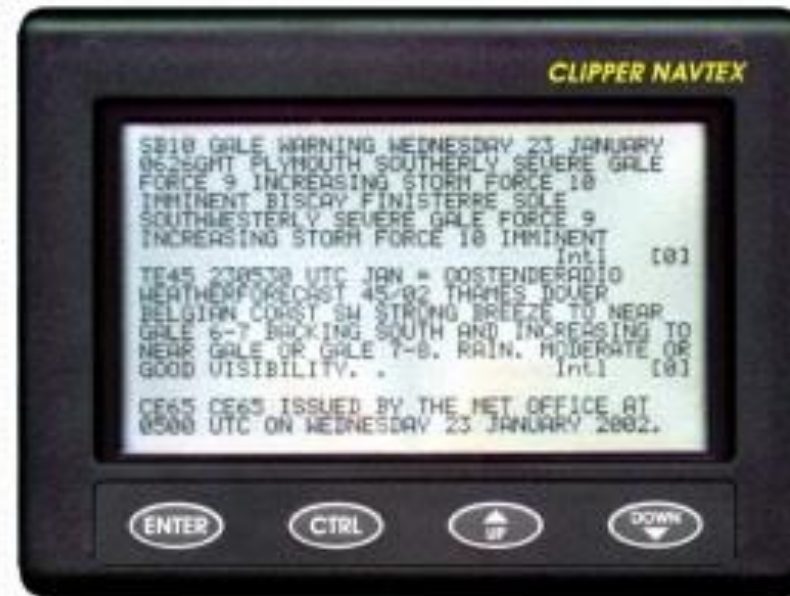 CLIPPER NAVTEX
SB10 GALE WARNING WEDNESDAY 23 JANUARY
0626GMT PLYMOUTH SOUTHERLY SEVERE GALE
FORCE 9 INCREASING STORM FORCE 10
IMMINENT BISCAY FINISTERRE SOLE
SOUTHWESTERLY SEVERE GALE FORCE 9
INCREASING STORM FORCE 10 IMMINENT
Intl [0]
TE45 230530 UTC JAN = OOSTENDERADIO
WEATHERFORECAST 45/02 THAMES DOVER
BELGIAN COAST SW STRONG BREEZE TO NEAR
GALE 6-7 BACKING SOUTH AND INCREASING TO
NEAR GALE OR GALE 7-8. RAIN. MODERATE OR
GOOD VISIBILITY. . Intl [0]
CE65 CE65 ISSUED BY THE MET OFFICE AT
0500 UTC ON WEDNESDAY 23 JANUARY 2002.
ENTER CTRL UP DOWN